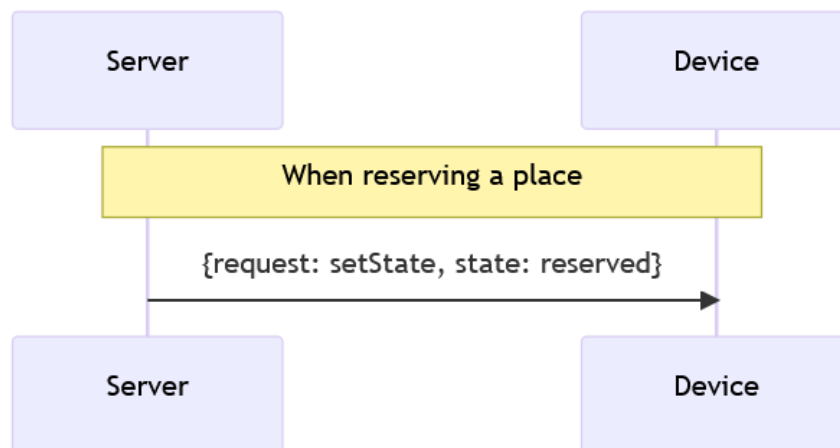 Server
Device
When reserving a place
{request: setState, state: reserved}
Server
Device